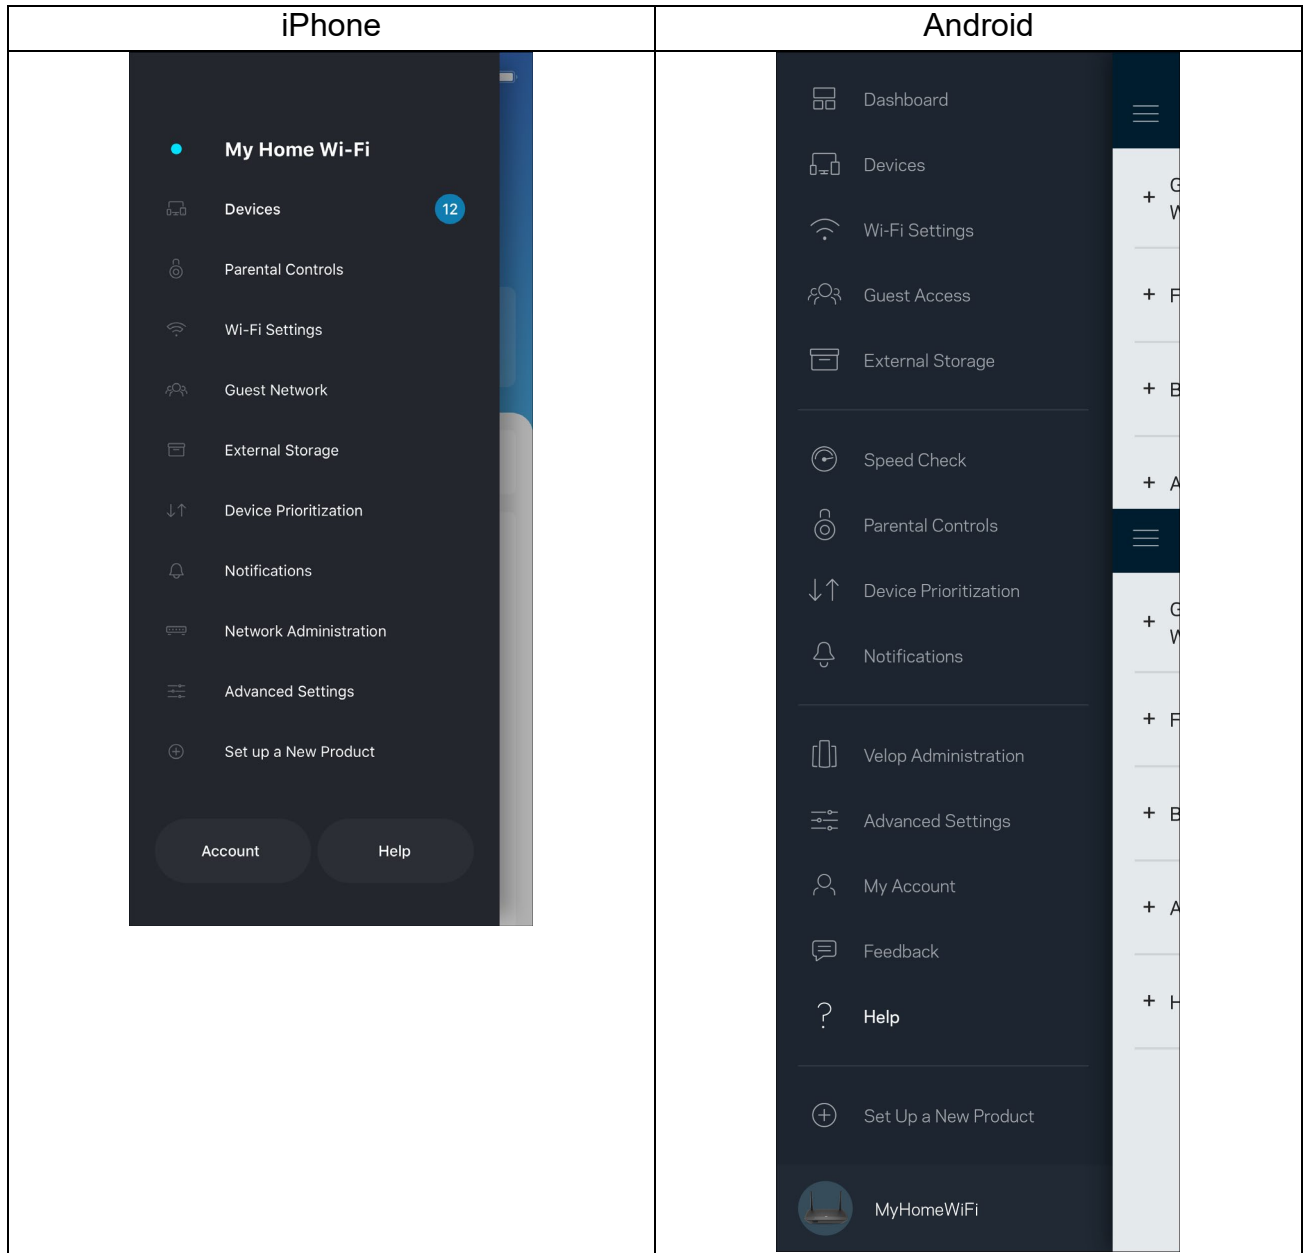 iPhone
Android
My Home Wi-Fi
Devices
12
Parental Controls
Wi-Fi Settings
Guest Network
External Storage
Device Prioritization
Notifications
Network Administration
Advanced Settings
Set up a New Product
Account
Help
Dashboard
Devices
Wi-Fi Settings
Guest Access
External Storage
Speed Check
Parental Controls
Device Prioritization
Notifications
Velop Administration
Advanced Settings
My Account
Feedback
Help
Set Up a New Product
MyHomeWiFi